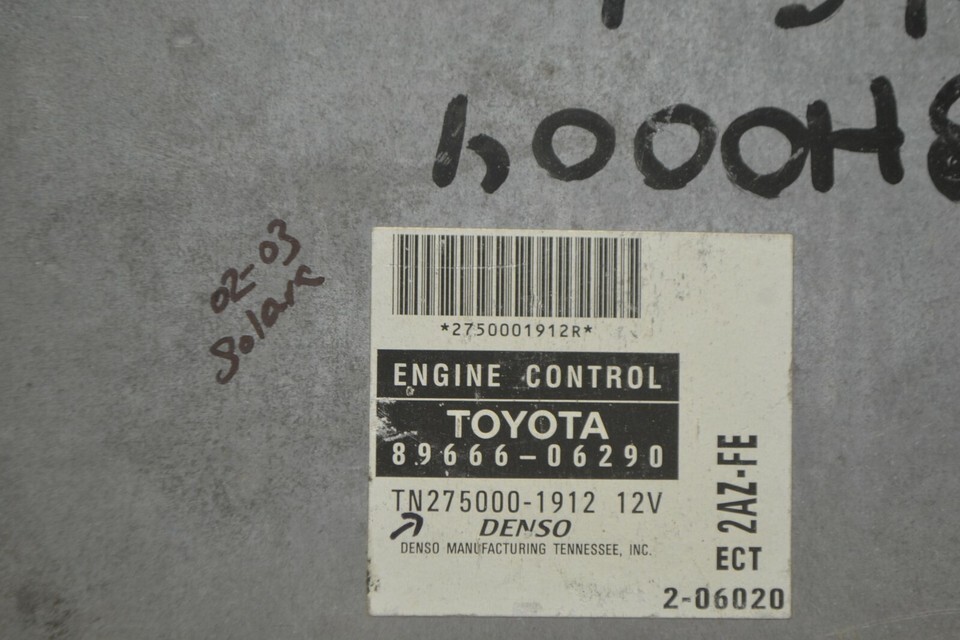 h000H8
02-03
Solara
*2750001912R*
ENGINE CONTROL
TOYOTA
89666-06290
TN275000-1912 12V
DENSO
DENSO MANUFACTURING TENNESSEE, INC.
2AZ-FE
ECT
2-06020